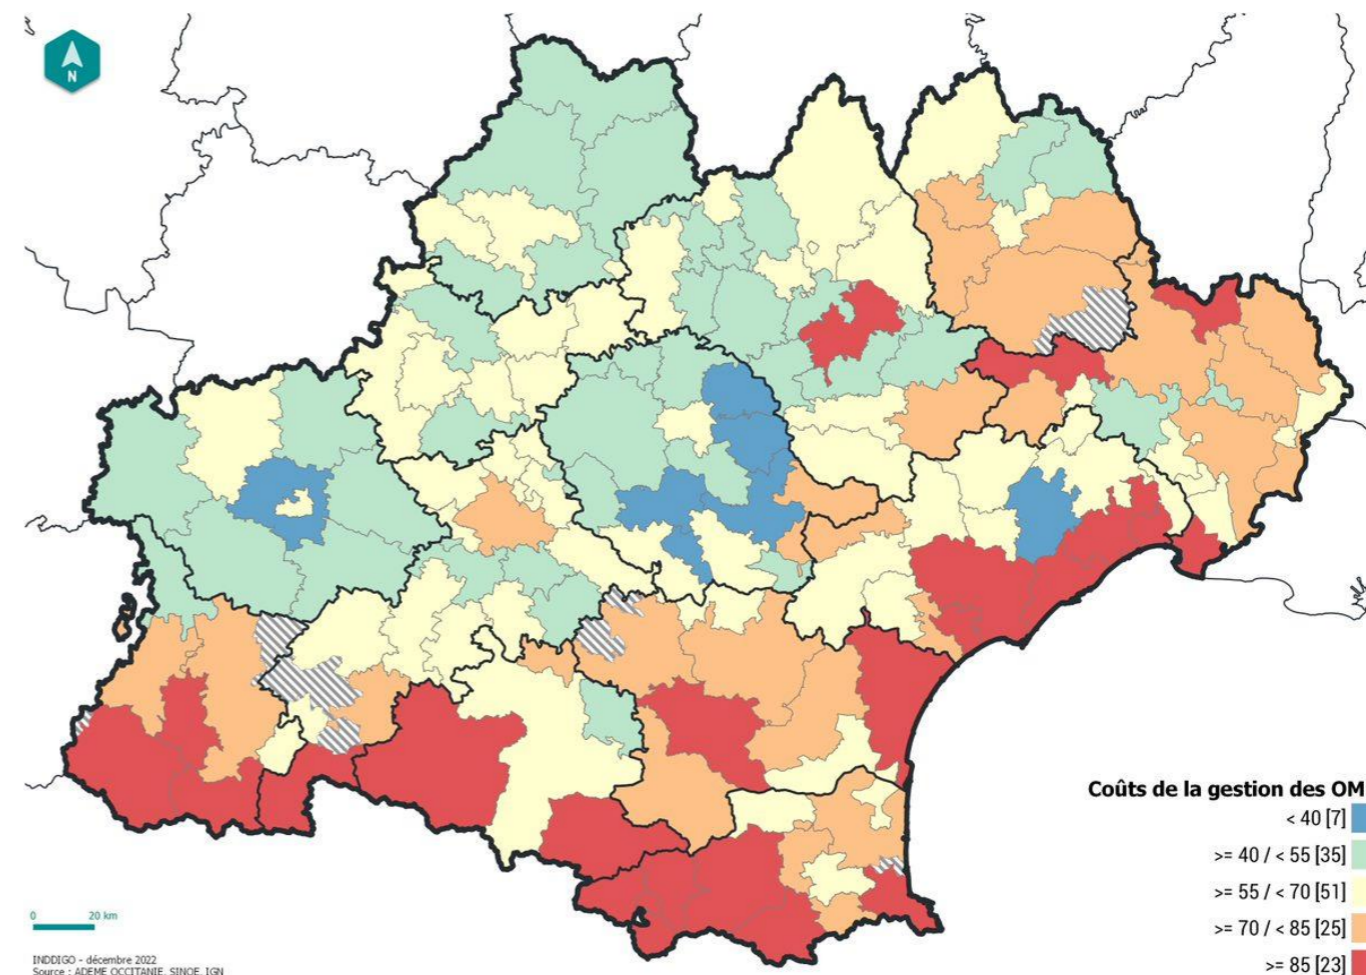 N
Coûts de la gestion des OM
< 40 [7]
>= 40 / < 55 [35]
>= 55 / < 70 [51]
>= 70 / < 85 [25]
>= 85 [23]
0 20 km
INDDIGO - décembre 2022
Source : ADEME OCCITANIE, SINOE, IGN